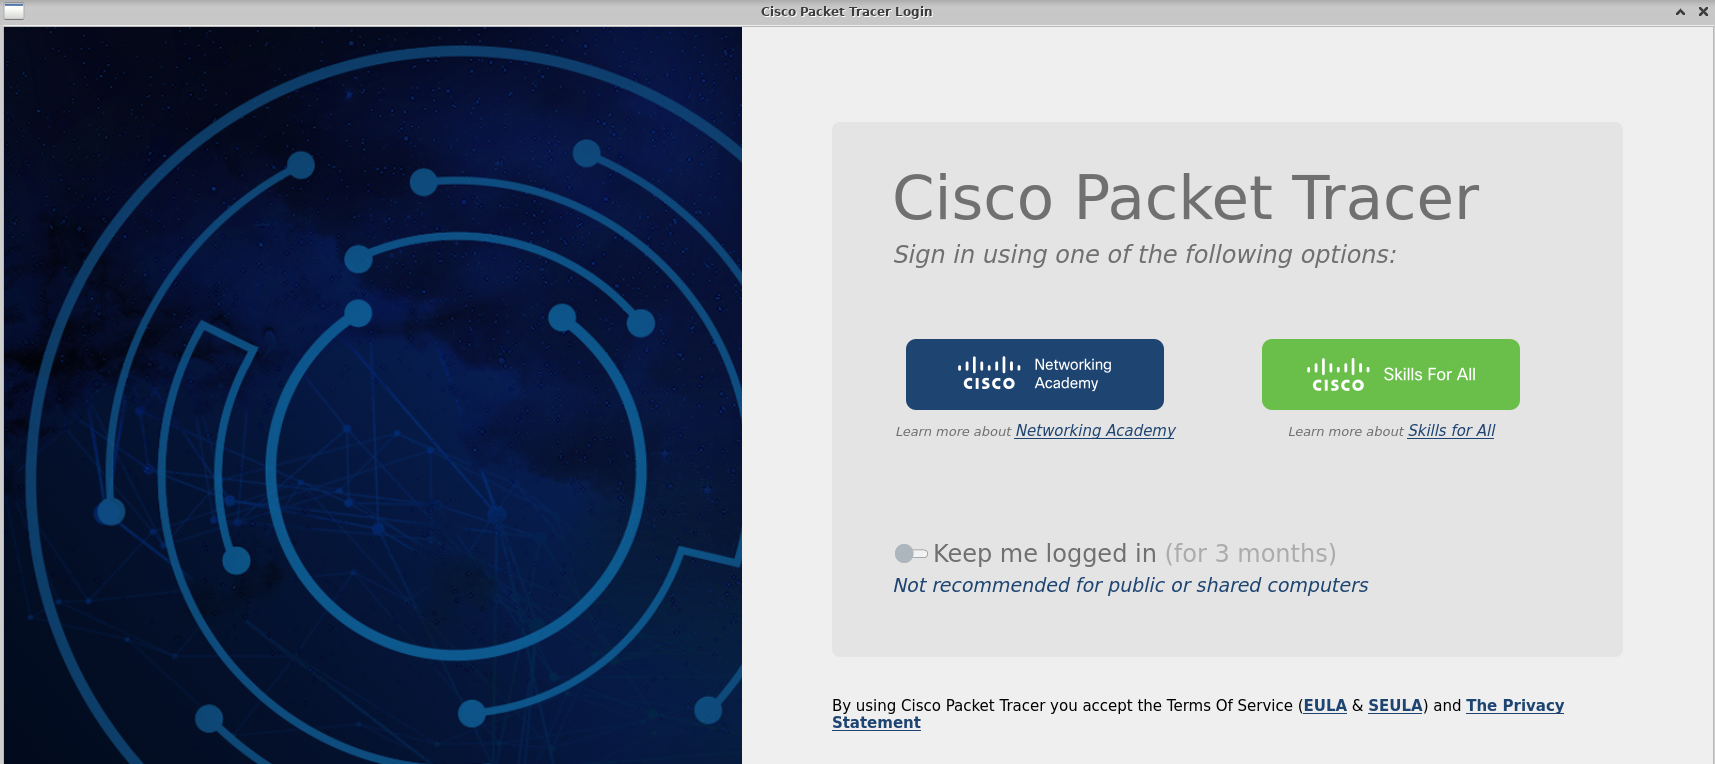 Cisco Packet Tracer Login
Cisco Packet Tracer
Sign in using one of the following options:
CISCO Networking Academy
CISCO Skills For All
Learn more about Networking Academy
Learn more about Skills for All
Keep me logged in (for 3 months)
Not recommended for public or shared computers
By using Cisco Packet Tracer you accept the Terms Of Service (EULA & SEULA) and The Privacy
Statement